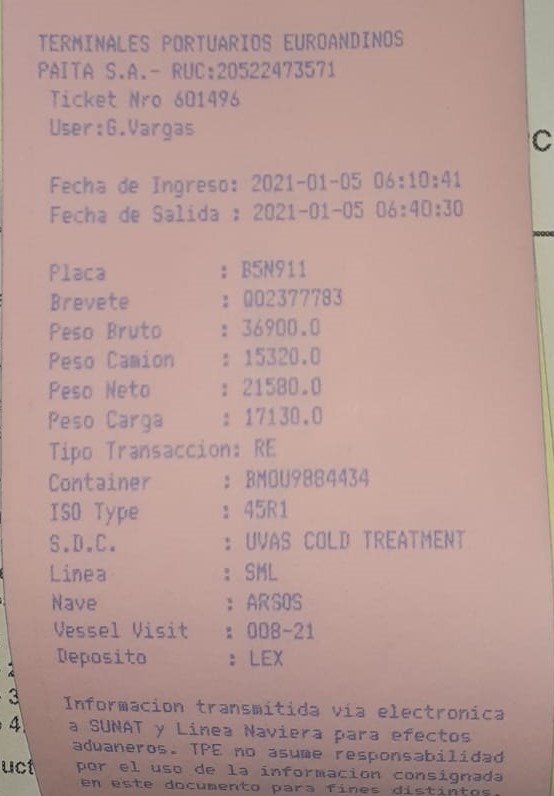 TERMINALES PORTUARIOS EUROANDINOS
PAITA S.A.- RUC:20522473571
Ticket Nro 601496
User:G.Vargas
Fecha de Ingreso: 2021-01-05 06:10:41
Fecha de Salida : 2021-01-05 06:40:30
Placa : B5N911
Brevete : Q02377783
Peso Bruto : 36900.0
Peso Camion : 15320.0
Peso Neto : 21580.0
Peso Carga : 17130.0
Tipo Transaccion: RE
Container : BMOU9884434
ISO Type : 45R1
S.D.C. : UVAS COLD TREATMENT
Linea : SML
Nave : ARSOS
Vessel Visit : 008-21
Deposito : LEX
Informacion transmitida via electronica
a SUNAT y Linea Naviera para efectos
aduaneros. TPE no asume responsabilidad
por el uso de la informacion consignada
en este documento para fines distintos.